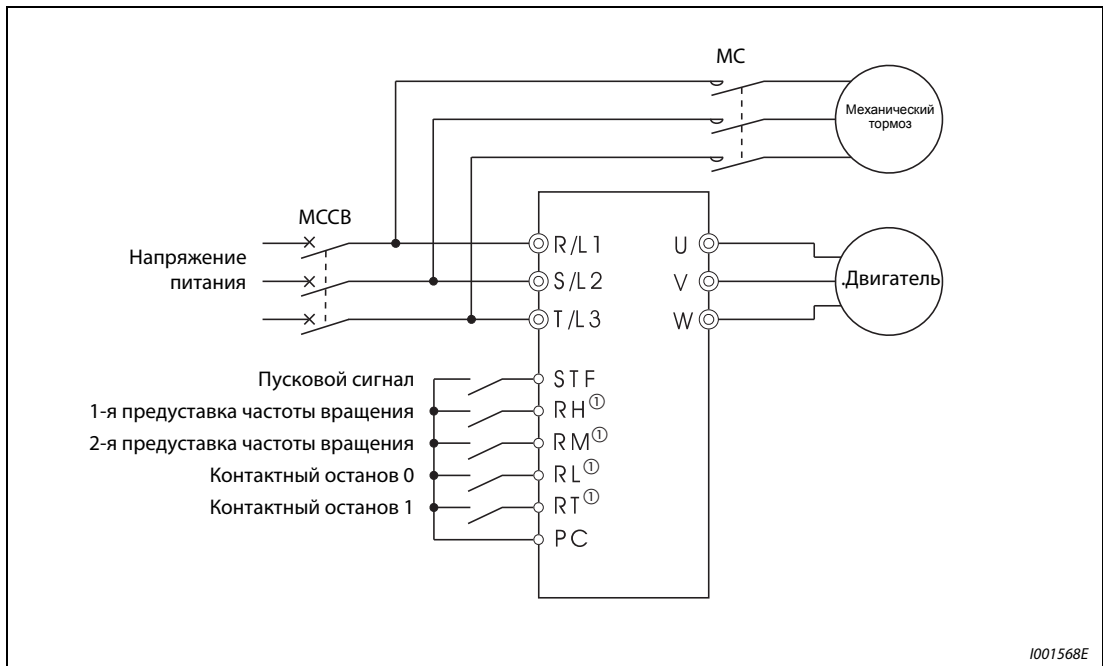 MC
Механический
тормоз
MCCB
Напряжение
питания
R/L1
U
S/L2
V
.Двигатель
T/L3
W
Пусковой сигнал
STF
1-я предуставка частоты вращения
RH①
2-я предуставка частоты вращения
RM①
Контактный останов 0
RL①
Контактный останов 1
RT①
PC
I001568E